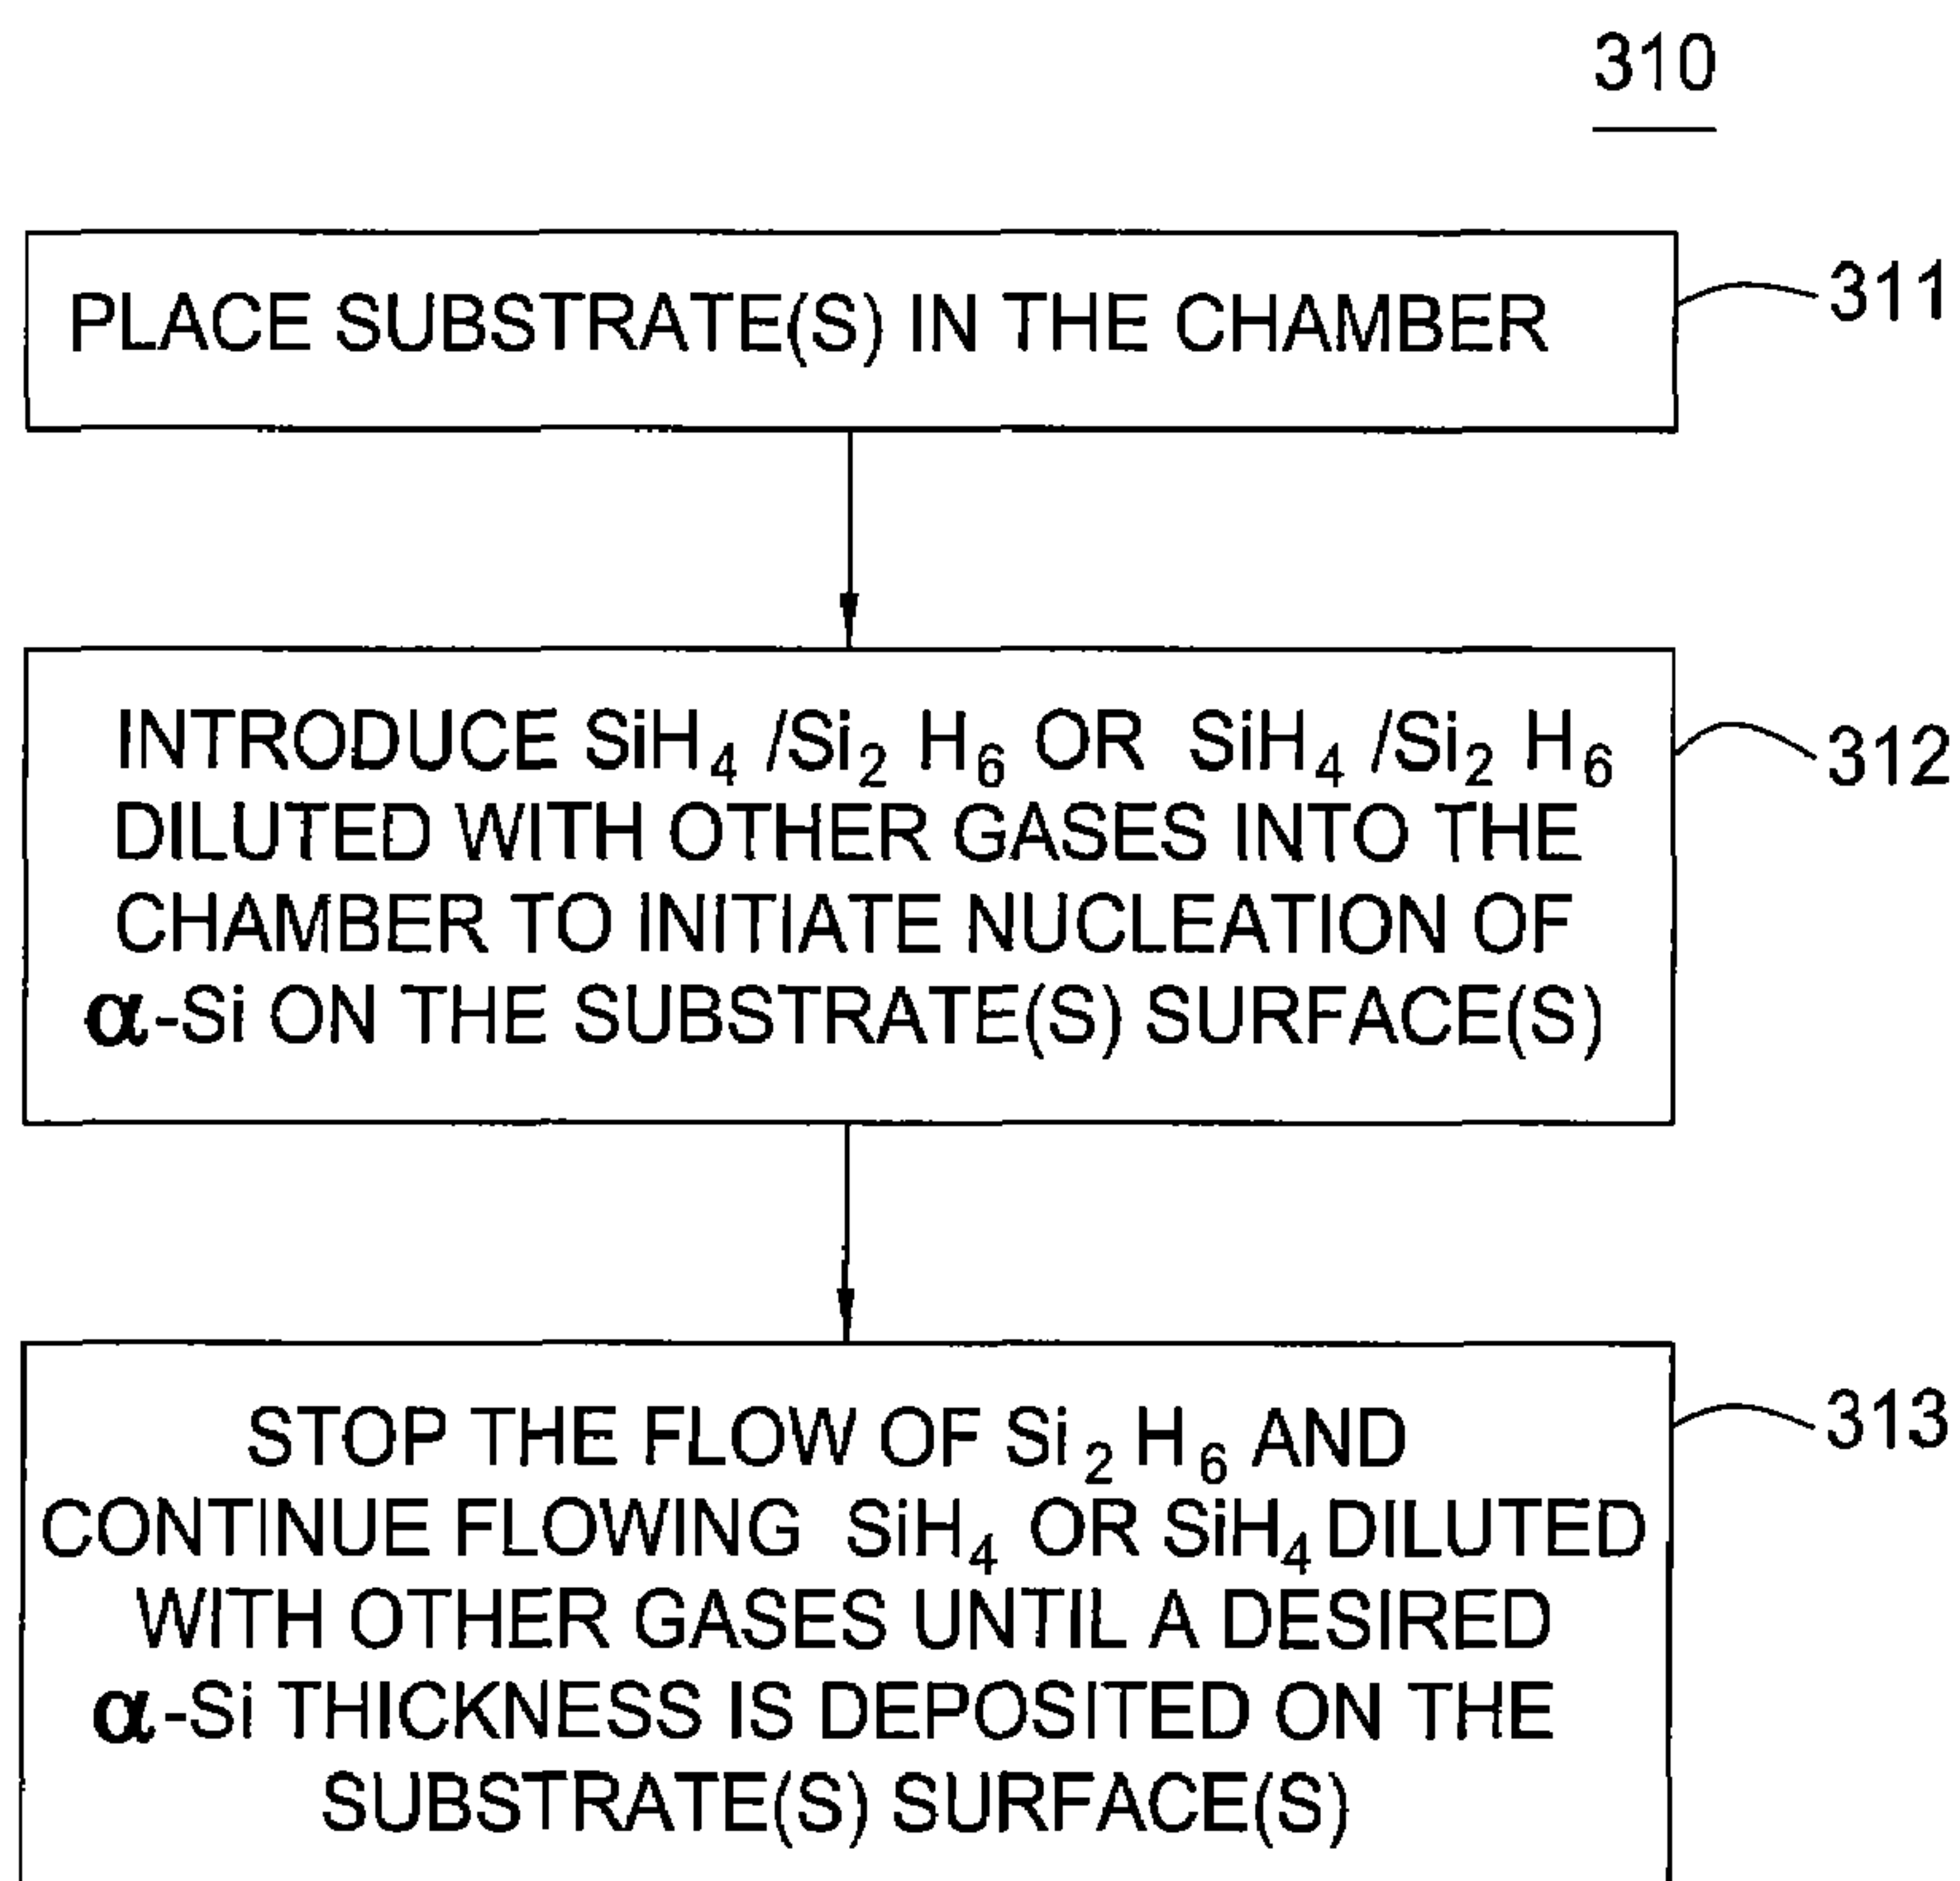 310
PLACE SUBSTRATE(S) IN THE CHAMBER
311
INTRODUCE SiH₄ /Si₂ H₆ OR SiH₄ /Si₂ H₆
312
DILUTED WITH OTHER GASES INTO THE
CHAMBER TO INITIATE NUCLEATION OF
α-Si ON THE SUBSTRATE(S) SURFACE(S)
STOP THE FLOW OF Si₂ H₆ AND
313
CONTINUE FLOWING SiH₄ OR SiH₄ DILUTED
WITH OTHER GASES UNTIL A DESIRED
α-Si THICKNESS IS DEPOSITED ON THE
SUBSTRATE(S) SURFACE(S)